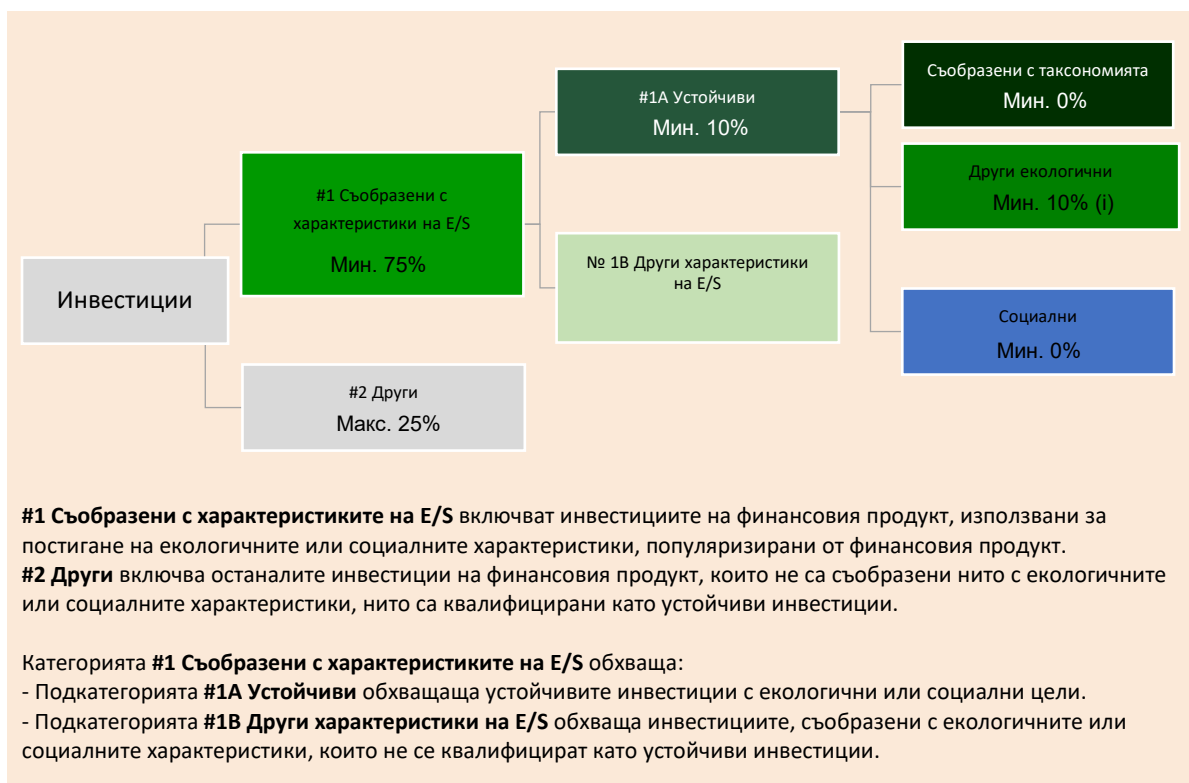 Инвестиции
#1 Съобразени с
характеристики на E/S
Мин. 75%
#2 Други
Макс. 25%
#1A Устойчиви
Мин. 10%
№ 1B Други характеристики
на E/S
Съобразени с таксономията
Мин. 0%
Други екологични
Мин. 10% (i)
Социални
Мин. 0%
#1 Съобразени с характеристиките на E/S включват инвестициите на финансовия продукт, използвани за
постигане на екологичните или социалните характеристики, популяризирани от финансовия продукт.
#2 Други включва останалите инвестиции на финансовия продукт, които не са съобразени нито с екологичните
или социалните характеристики, нито са квалифицирани като устойчиви инвестиции.
Категорията #1 Съобразени с характеристиките на E/S обхваща:
- Подкатегорията #1A Устойчиви обхващаща устойчивите инвестиции с екологични или социални цели.
- Подкатегорията #1B Други характеристики на E/S обхваща инвестициите, съобразени с екологичните или
социалните характеристики, които не се квалифицират като устойчиви инвестиции.